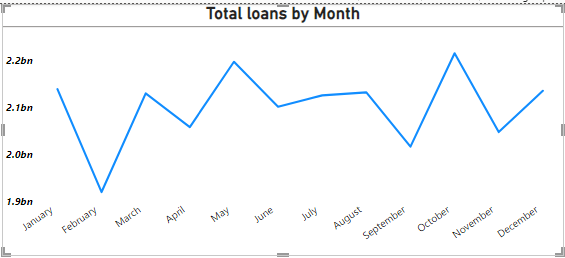 Total loans by Month
2.2bn
2.1bn
2.0bn
1.9bn
January
February
March
April
May
June
July
August
September
October
November
December